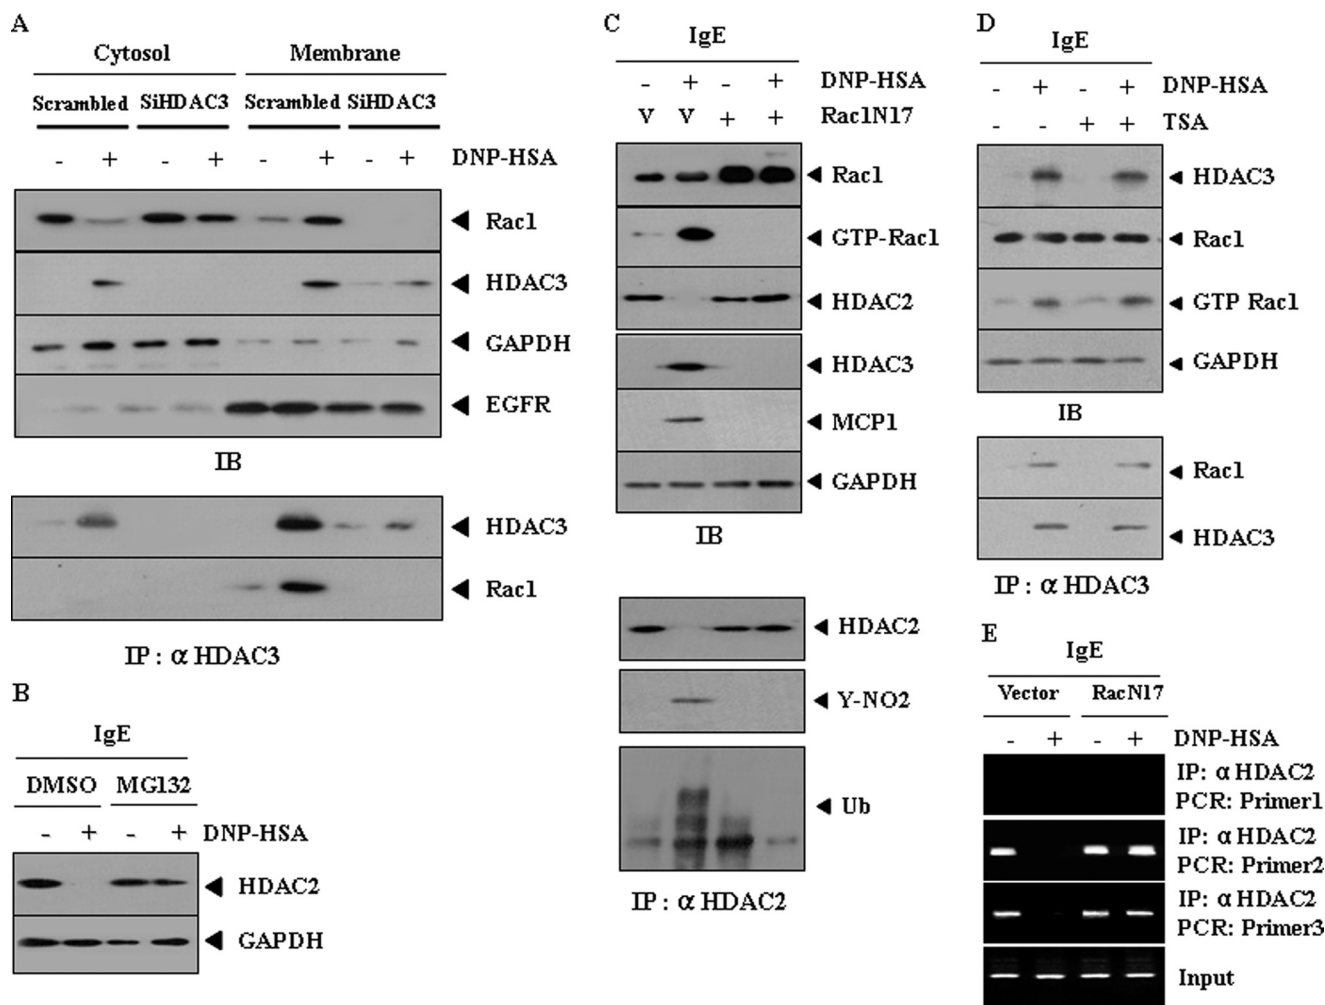 A
Cytosol Membrane
Scrambled SiHDAC3 Scrambled SiHDAC3
- + - + - + - + DNP-HSA
Rac1
HDAC3
GAPDH
EGFR
IB
HDAC3
Rac1
IP : α HDAC3
B
IgE
DMSO MG132
- + - + DNP-HSA
HDAC2
GAPDH
C
IgE
- + - + DNP-HSA
V V + + Rac1N17
Rac1
GTP-Rac1
HDAC2
HDAC3
MCP1
GAPDH
IB
HDAC2
Y-NO2
Ub
IP : α HDAC2
D
IgE
- + - + DNP-HSA
- - + + TSA
HDAC3
Rac1
GTP Rac1
GAPDH
IB
Rac1
HDAC3
IP : α HDAC3
E
IgE
Vector RacN17
- + - + DNP-HSA
IP: α HDAC2
PCR: Primer1
IP: α HDAC2
PCR: Primer2
IP: α HDAC2
PCR: Primer3
Input